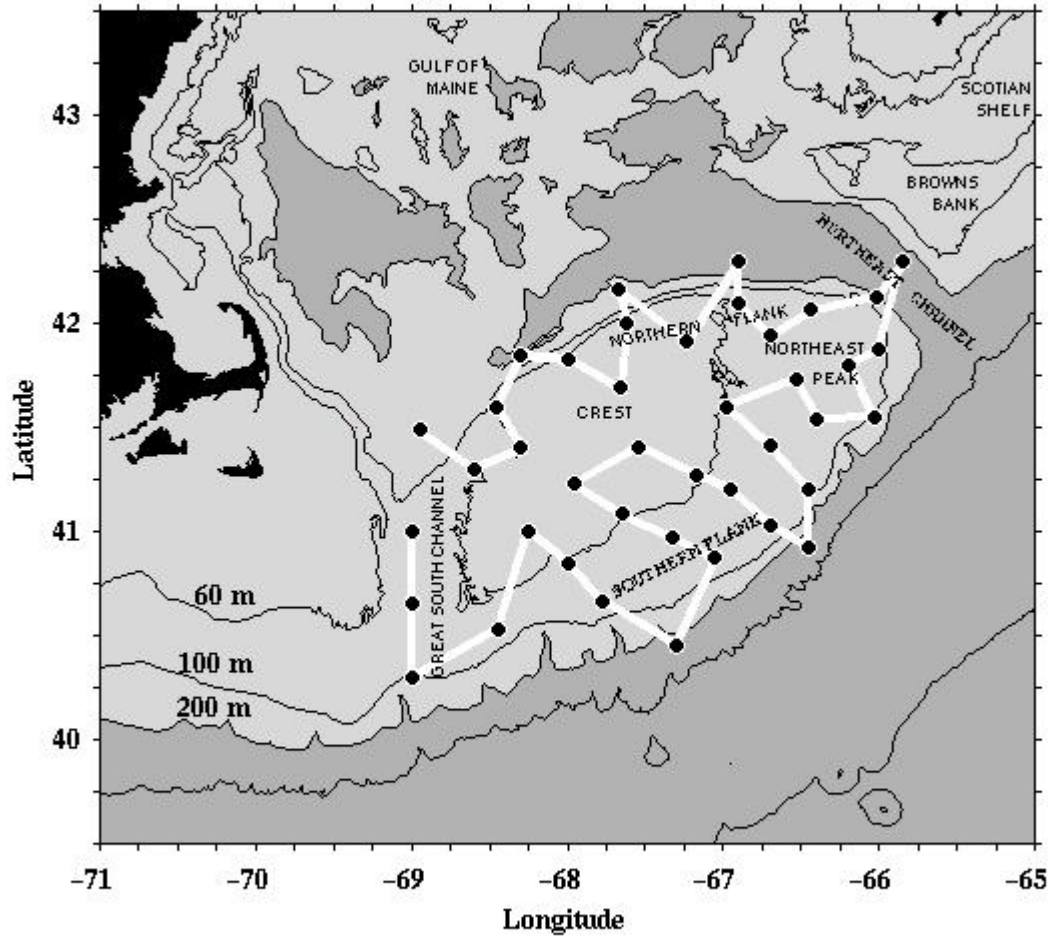 GULF OF
MAINE
SCOTIAN
SHELF
BROWNS
BANK
NORTHEAST CHANNEL
NORTHERN FLANK
NORTHEAST
PEAK
CREST
GREAT SOUTH CHANNEL
SOUTHERN FLANK
60 m
100 m
200 m
43
42
41
40
Latitude
-71
-70
-69
-68
-67
-66
-65
Longitude